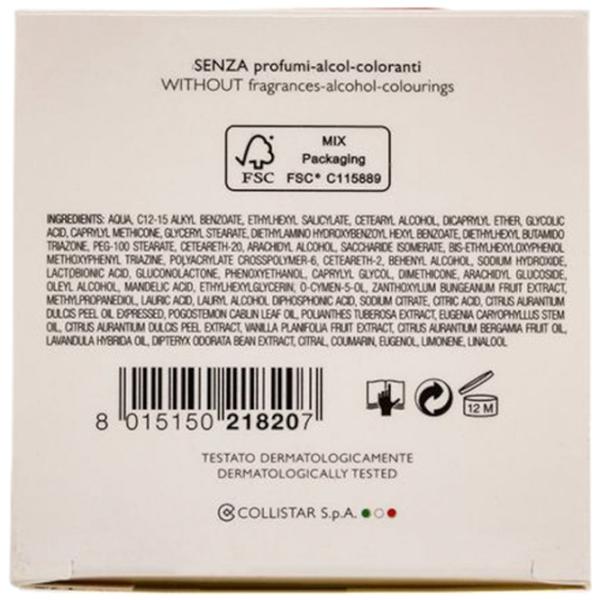 SENZA profumi-alcol-coloranti
WITHOUT fragrances-alcohol-colourings
FSC
MIX
Packaging
FSC® C115889
INGREDIENTS: AQUA, C12-15 ALKYL BENZOATE, ETHYLHEXYL SALICYLATE, CETEARYL ALCOHOL, DICAPRYLYL ETHER, GLYCOLIC
ACID, CAPRYLYL METHICONE, GLYCERYL STEARATE, DIETHYLAMINO HYDROXYBENZOYL HEXYL BENZOATE, DIETHYLHEXYL BUTAMIDO
TRIAZONE, PEG-100 STEARATE, CETEARETH-20, ARACHIDYL ALCOHOL, SACCHARIDE ISOMERATE, BIS-ETHYLHEXYLOXYPHENOL
METHOXYPHENYL TRIAZINE, POLYACRYLATE CROSSPOLYMER-6, CETEARETH-2, BEHENYL ALCOHOL, SODIUM HYDROXIDE,
LACTOBIONIC ACID, GLUCONOLACTONE, PHENOXYETHANOL, CAPRYLYL GLYCOL, DIMETHICONE, ARACHIDYL GLUCOSIDE,
OLEYL ALCOHOL, MANDELIC ACID, ETHYLHEXYLGLYCERIN, O-CYMEN-5-OL, ZANTHOXYLUM BUNGEANUM FRUIT EXTRACT,
METHYLPROPANEDIOL, LAURIC ACID, LAURYL ALCOHOL DIPHOSPHONIC ACID, SODIUM CITRATE, CITRIC ACID, CITRUS AURANTIUM
DULCIS PEEL OIL EXPRESSED, POGOSTEMON CABLIN LEAF OIL, POLIANTHES TUBEROSA EXTRACT, EUGENIA CARYOPHYLLUS STEM
OIL, CITRUS AURANTIUM DULCIS PEEL EXTRACT, VANILLA PLANIFOLIA FRUIT EXTRACT, CITRUS AURANTIUM BERGAMIA FRUIT OIL,
LAVANDULA HYBRIDA OIL, DIPTERYX ODORATA BEAN EXTRACT, CITRAL, COUMARIN, EUGENOL, LIMONENE, LINALOOL
8 015150 218207
12 M
TESTATO DERMATOLOGICAMENTE
DERMATOLOGICALLY TESTED
COLLISTAR S.p.A.